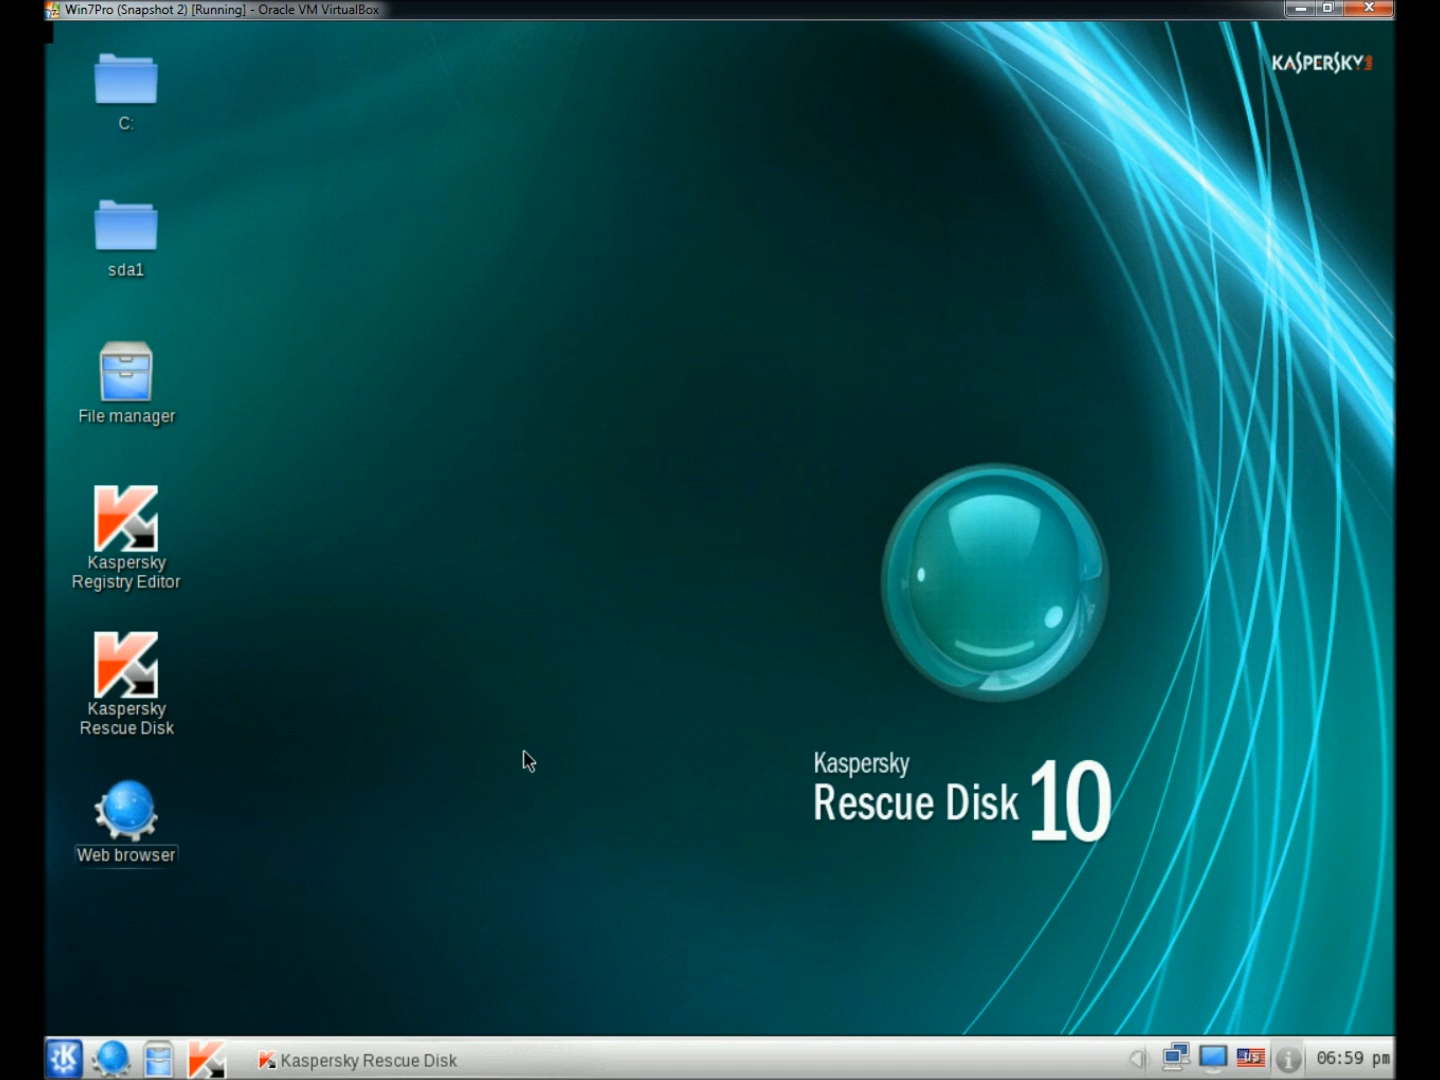 Win7Pro (Snapshot 2) [Running] - Oracle VM VirtualBox
KASPERSKY
C:
sda1
File manager
Kaspersky
Registry Editor
Kaspersky
Rescue Disk
Web browser
Kaspersky
Rescue Disk 10
Kaspersky Rescue Disk
US
06:59 pm